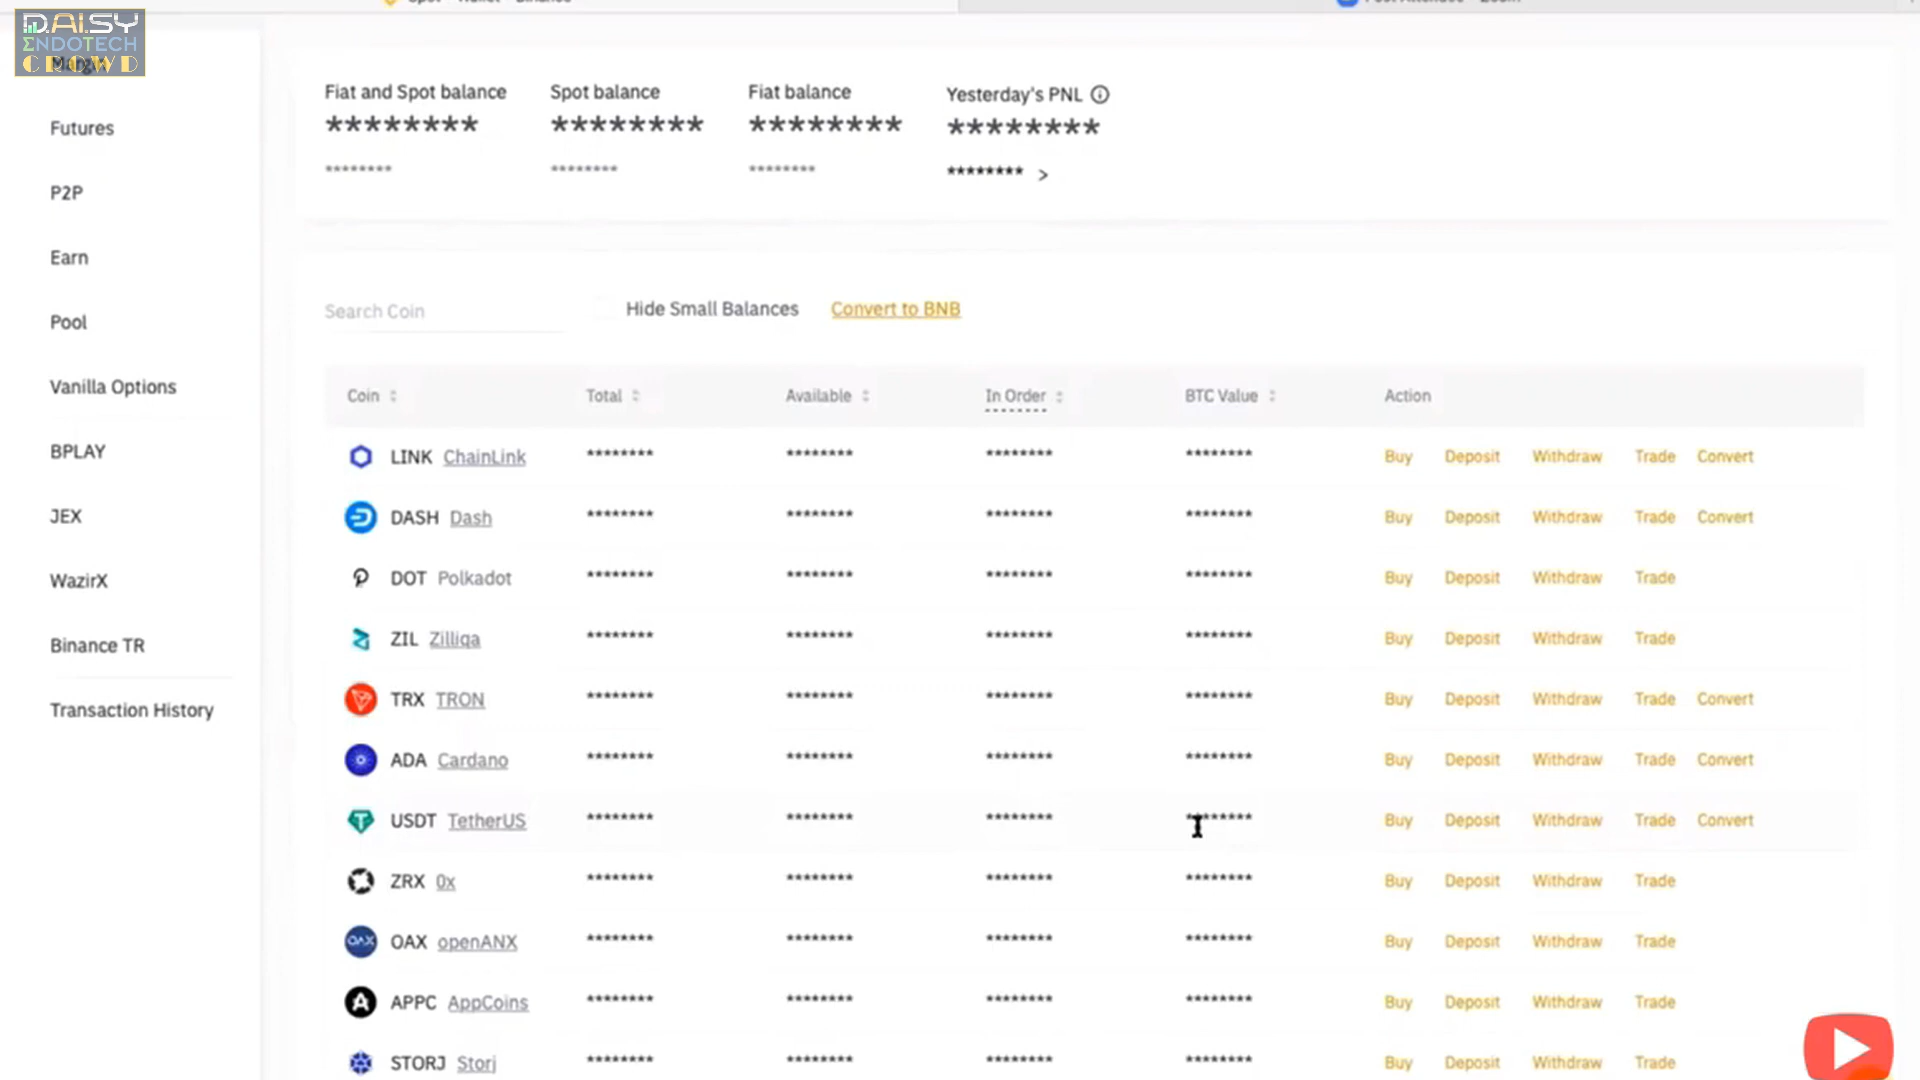 D.AISY
ENDOTECH
CROWD
Futures
P2P
Earn
Pool
Vanilla Options
BPLAY
JEX
WazirX
Binance TR
Transaction History
Fiat and Spot balance Spot balance Fiat balance Yesterday's PNL
******** ******** ******** ********
******** ******** ******** ******** >
Search Coin Hide Small Balances Convert to BNB
Coin Total Available In Order BTC Value Action
LINK ChainLink ******** ******** ******** ******** Buy Deposit Withdraw Trade Convert
DASH Dash ******** ******** ******** ******** Buy Deposit Withdraw Trade Convert
DOT Polkadot ******** ******** ******** ******** Buy Deposit Withdraw Trade
ZIL Zilliqa ******** ******** ******** ******** Buy Deposit Withdraw Trade
TRX TRON ******** ******** ******** ******** Buy Deposit Withdraw Trade Convert
ADA Cardano ******** ******** ******** ******** Buy Deposit Withdraw Trade Convert
USDT TetherUS ******** ******** ******** ******** Buy Deposit Withdraw Trade Convert
ZRX 0x ******** ******** ******** ******** Buy Deposit Withdraw Trade
OAX openANX ******** ******** ******** ******** Buy Deposit Withdraw Trade
APPC AppCoins ******** ******** ******** ******** Buy Deposit Withdraw Trade
STORJ Storj ******** ******** ******** ******** Buy Deposit Withdraw Trade